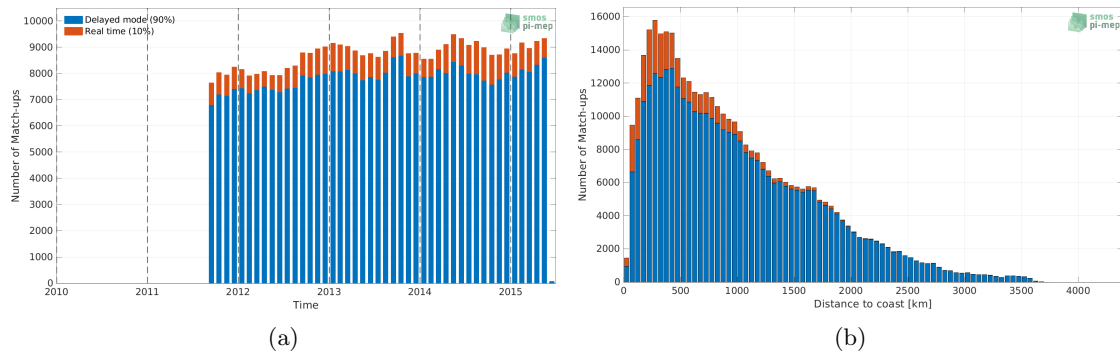 Delayed mode (90%)
Real time (10%)
smos
pi-mep
10000
9000
8000
7000
6000
5000
4000
3000
2000
1000
0
Number of Match-ups
2010
2011
2012
2013
2014
2015
Time
(a)
smos
pi-mep
16000
14000
12000
10000
8000
6000
4000
2000
0
Number of Match-ups
0
500
1000
1500
2000
2500
3000
3500
4000
Distance to coast [km]
(b)